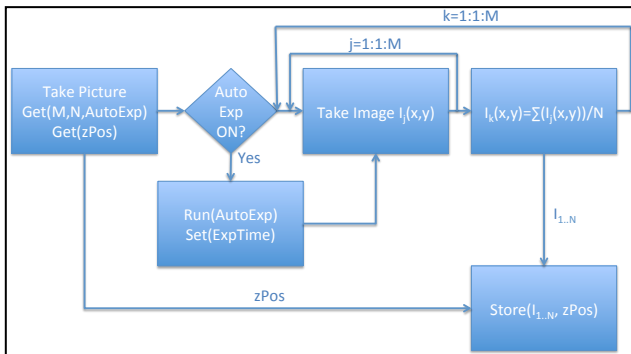 k=1:1:M
j=1:1:M
Take Picture
Get(M,N,AutoExp)
Get(zPos)
Auto
Exp
ON?
Take Image Ij(x,y)
Ik(x,y)=∑(Ij(x,y))/N
Yes
Run(AutoExp)
Set(ExpTime)
I1..N
zPos
Store(I1..N, zPos)